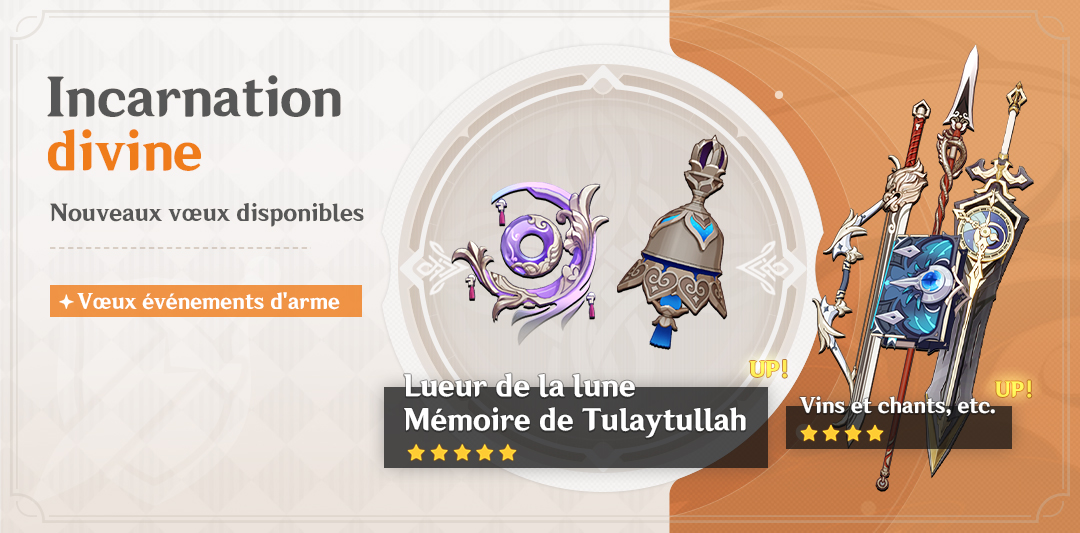 Incarnation
divine
Nouveaux vœux disponibles
Vœux événements d'arme
UP!
Lueur de la lune
Mémoire de Tulaytullah
UP!
Vins et chants, etc.